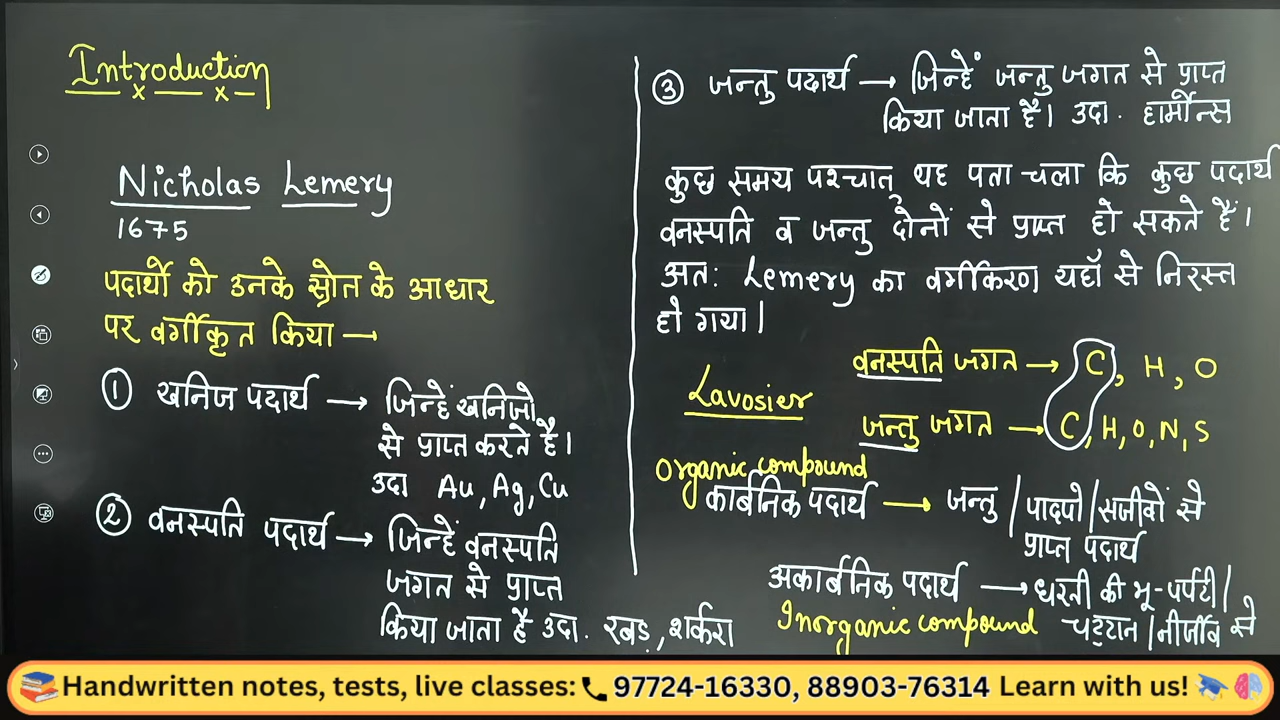 Introduction
Nicholas Lemery
1675
पदार्थो को उनके स्रोत के आधार
पर वर्गीकृत किया →
① खनिज पदार्थ → जिन्हें खनिजो
से प्राप्त करते है।
उदा Au, Ag, Cu
② वनस्पति पदार्थ → जिन्हें वनस्पति
जगत से प्राप्त
किया जाता है उदा. रबड़, शर्करा
③ जन्तु पदार्थ → जिन्हें जन्तु जगत से प्राप्त
किया जाता है। उदा. हार्मोन्स
कुछ समय पश्चात् यह पता चला कि कुछ पदार्थ
वनस्पति व जन्तु दोनों से प्राप्त हो सकते हैं।
अत: Lemery का वर्गीकरण यहाँ से निरस्त
हो गया।
Lavosier
वनस्पति जगत → C, H, O
जन्तु जगत → C, H, O, N, S
Organic compound
कार्बनिक पदार्थ → जन्तु / पादपो / सजीवों से
प्राप्त पदार्थ
अकार्बनिक पदार्थ → धरती की भू-पर्पटी /
Inorganic compound चट्टान / नीर्जीव से
Handwritten notes, tests, live classes: 97724-16330, 88903-76314 Learn with us!